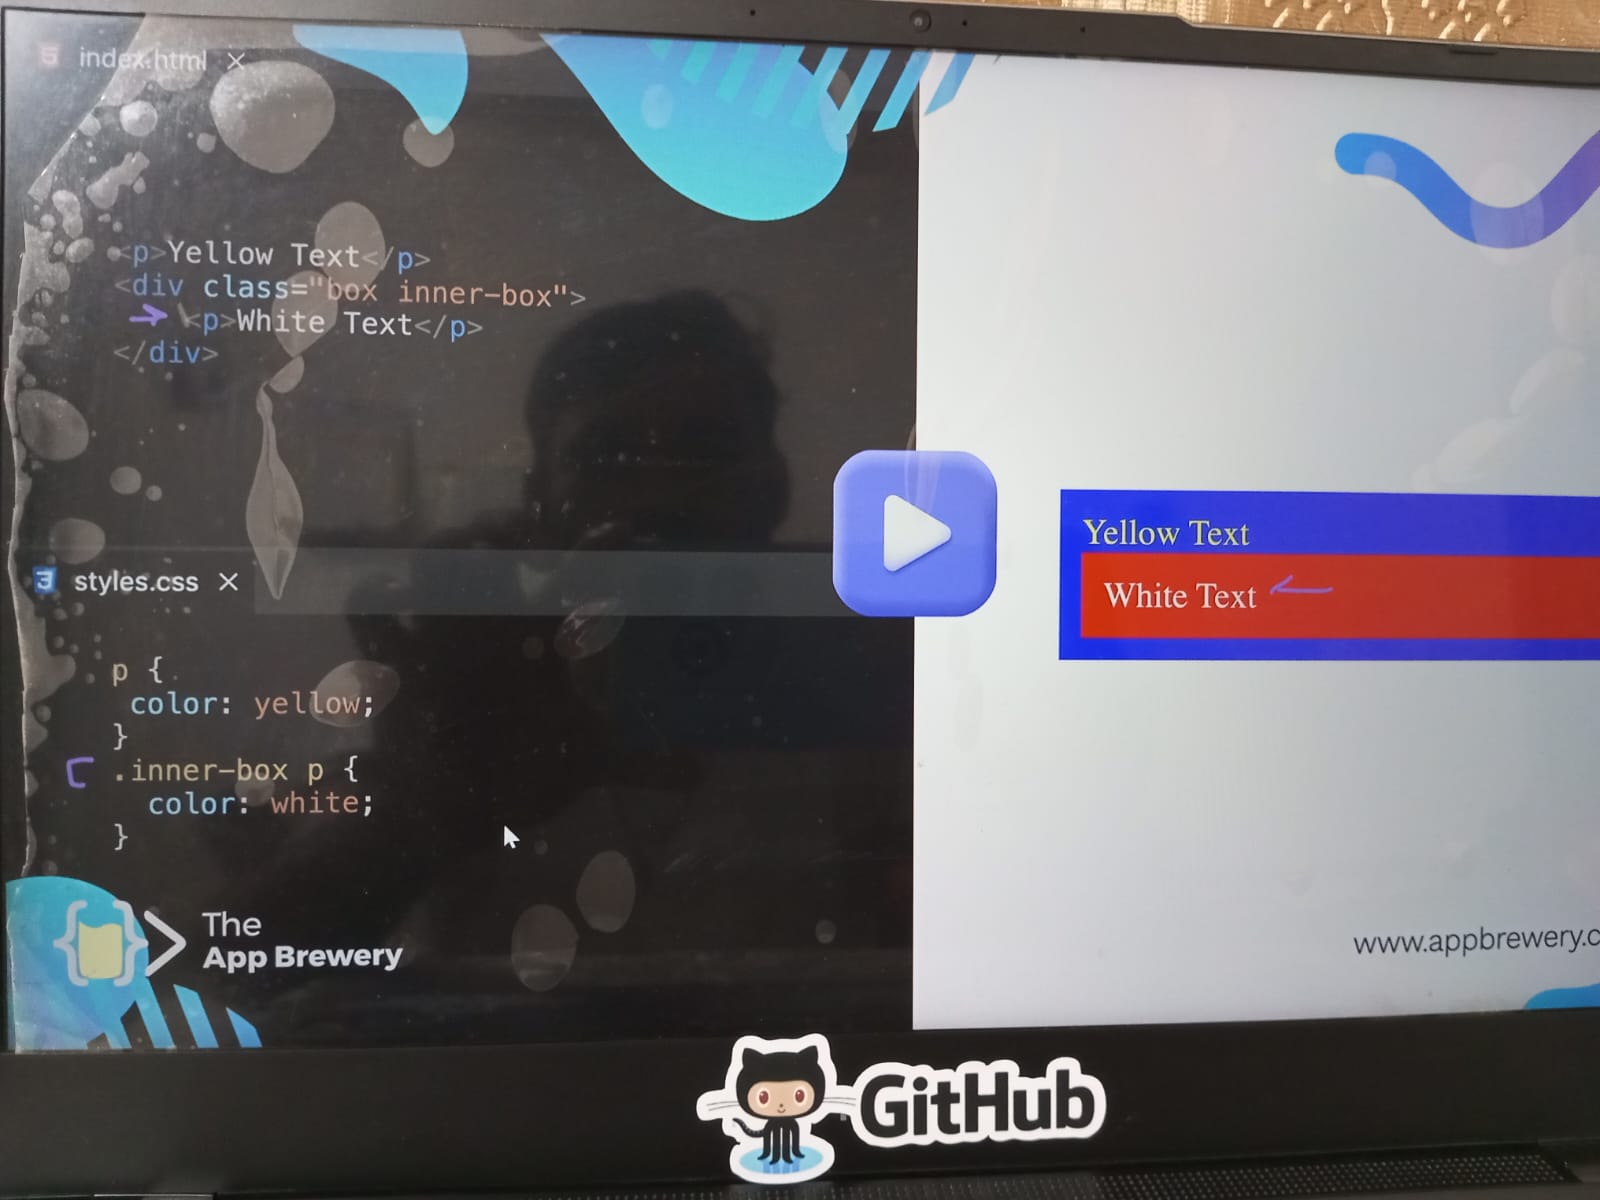 index.html ×
<p>Yellow Text</p>
<div class="box inner-box">
<p>White Text</p>
</div>
styles.css ×
p {
color: yellow;
}
.inner-box p {
color: white;
}
The
App Brewery
Yellow Text
White Text
www.appbrewery.c
GitHub